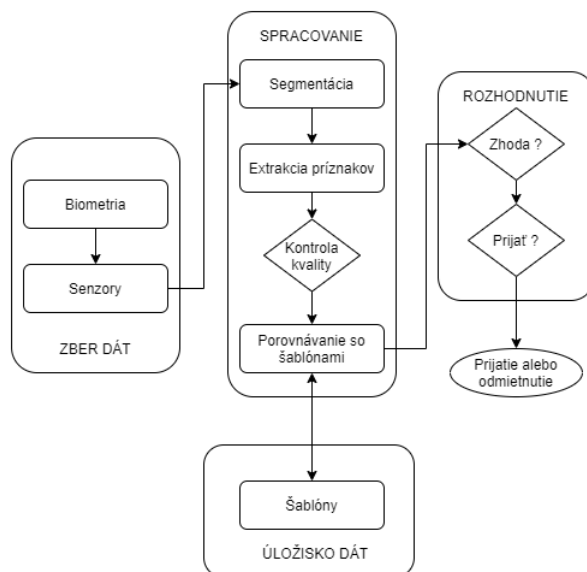 SPRACOVANIE
Segmentácia
Extrakcia príznakov
Kontrola
kvality
Porovnávanie so
šablónami
ROZHODNUTIE
Zhoda ?
Prijať ?
Prijatie alebo
odmietnutie
Biometria
Senzory
ZBER DÁT
Šablóny
ÚLOŽISKO DÁT